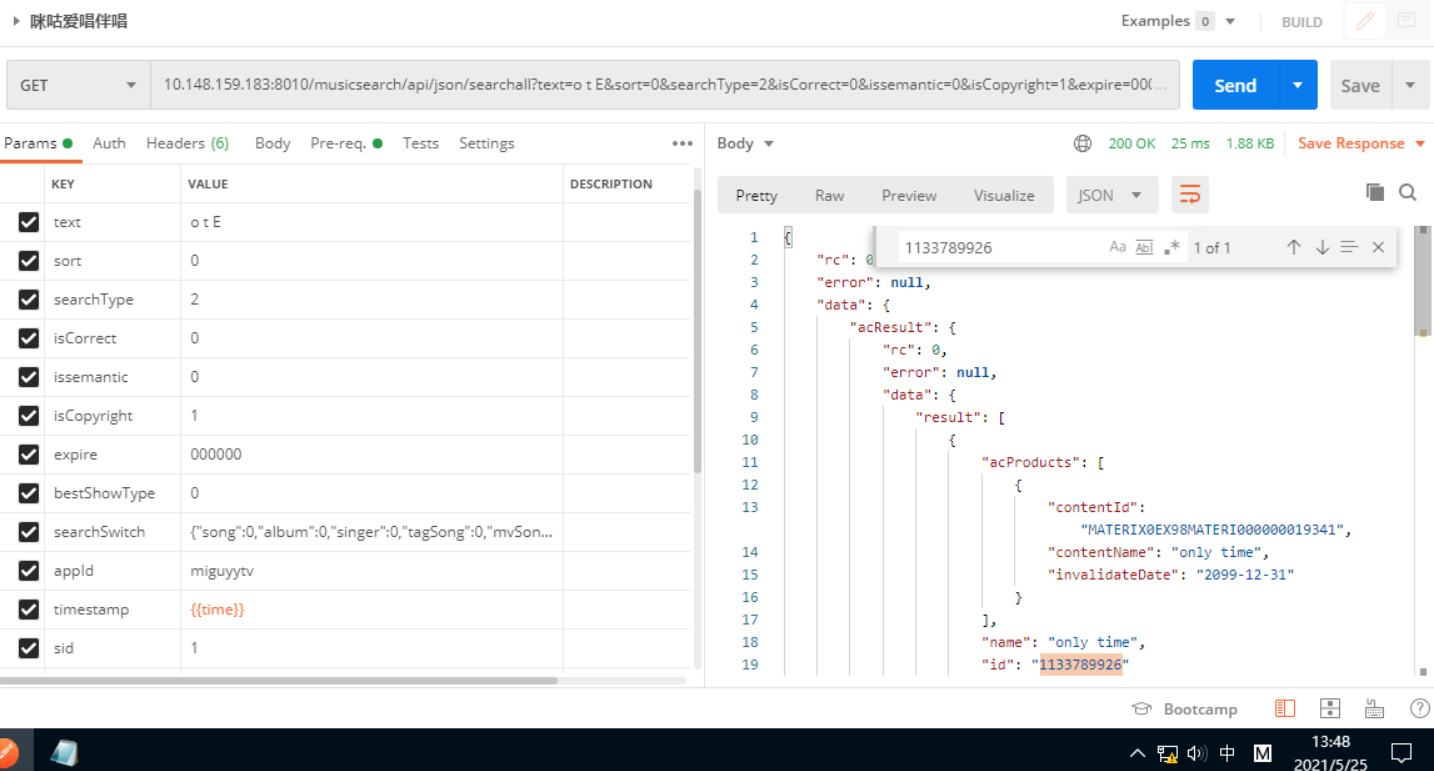 咪咕爱唱伴唱
Examples 0 BUILD
GET 10.148.159.183:8010/musicsearch/api/json/searchall?text=o t E&sort=0&searchType=2&isCorrect=0&issemantic=0&isCopyright=1&expire=00( ... Send Save
Params Auth Headers (6) Body Pre-req. Tests Settings
KEY VALUE DESCRIPTION
text o t E
sort 0
searchType 2
isCorrect 0
issemantic 0
isCopyright 1
expire 000000
bestShowType 0
searchSwitch {"song":0,"album":0,"singer":0,"tagSong":0,"mvSon...
appId miguyytv
timestamp {{time}}
sid 1
Body 200 OK 25 ms 1.88 KB Save Response
Pretty Raw Preview Visualize JSON
1133789926 Aa Abl .* 1 of 1
1 {
2 "rc": 0
3 "error": null,
4 "data": {
5 "acResult": {
6 "rc": 0,
7 "error": null,
8 "data": {
9 "result": [
10 {
11 "acProducts": [
12 {
13 "contentId":
"MATERIX0EX98MATERI000000019341",
14 "contentName": "only time",
15 "invalidateDate": "2099-12-31"
16 }
17 ],
18 "name": "only time",
19 "id": "1133789926"
Bootcamp
中 M 13:48
2021/5/25